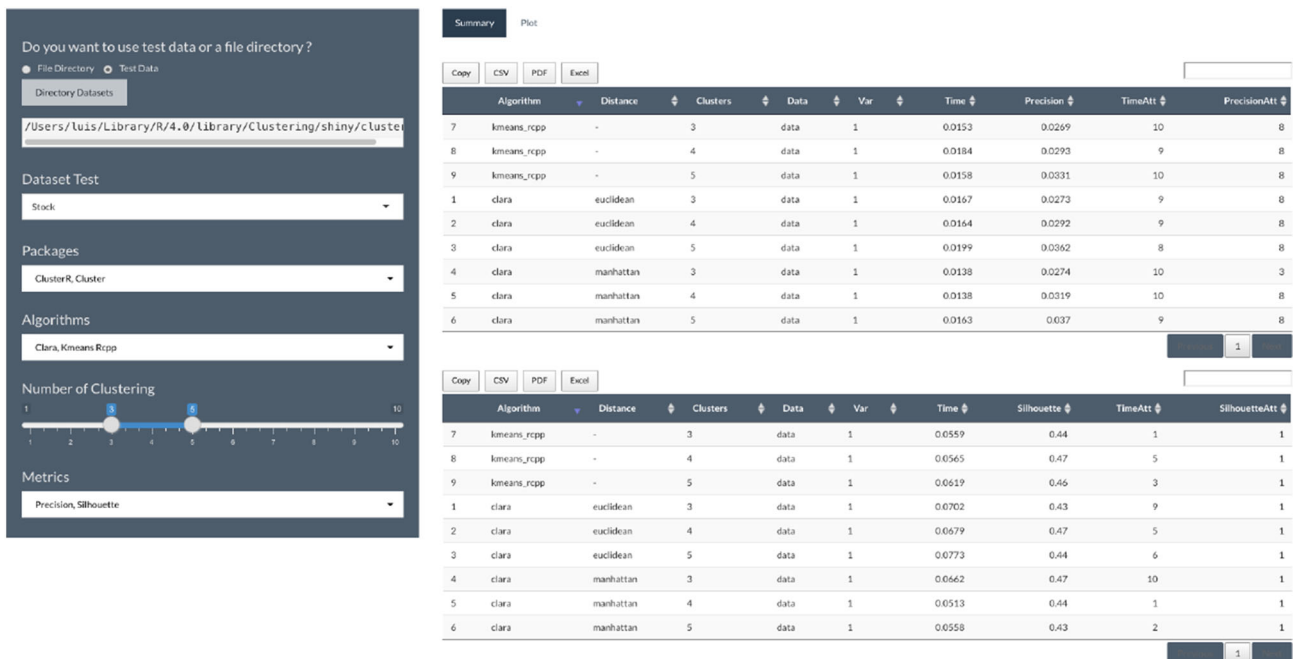 Do you want to use test data or a file directory ?
File Directory Test Data
Directory Datasets
/Users/luis/Library/R/4.0/library/Clustering/shiny/cluster
Dataset Test
Stock
Packages
ClusterR, Cluster
Algorithms
Clara, Kmeans Rcpp
Number of Clustering
1 3 5 10
1 2 3 4 5 6 7 8 9 10
Metrics
Precision, Silhouette
Summary Plot
Copy CSV PDF Excel
Algorithm Distance Clusters Data Var Time Precision TimeAtt PrecisionAtt
7 kmeans_rcpp - 3 data 1 0.0153 0.0269 10 8
8 kmeans_rcpp - 4 data 1 0.0184 0.0293 9 8
9 kmeans_rcpp - 5 data 1 0.0158 0.0331 10 8
1 clara euclidean 3 data 1 0.0167 0.0273 9 8
2 clara euclidean 4 data 1 0.0164 0.0292 9 8
3 clara euclidean 5 data 1 0.0199 0.0362 8 8
4 clara manhattan 3 data 1 0.0138 0.0274 10 3
5 clara manhattan 4 data 1 0.0138 0.0319 10 8
6 clara manhattan 5 data 1 0.0163 0.037 9 8
Previous 1 Next
Copy CSV PDF Excel
Algorithm Distance Clusters Data Var Time Silhouette TimeAtt SilhouetteAtt
7 kmeans_rcpp - 3 data 1 0.0559 0.44 1 1
8 kmeans_rcpp - 4 data 1 0.0565 0.47 5 1
9 kmeans_rcpp - 5 data 1 0.0619 0.46 3 1
1 clara euclidean 3 data 1 0.0702 0.43 9 1
2 clara euclidean 4 data 1 0.0679 0.47 5 1
3 clara euclidean 5 data 1 0.0773 0.44 6 1
4 clara manhattan 3 data 1 0.0662 0.47 10 1
5 clara manhattan 4 data 1 0.0513 0.44 1 1
6 clara manhattan 5 data 1 0.0558 0.43 2 1
1